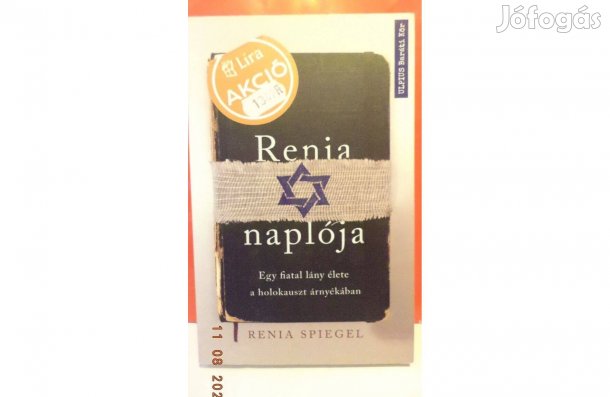 Jófogás
ULPIUS Baráti Kör
Líra
AKCIÓ
Renia
naplója
Egy fiatal lány élete
a holokauszt árnyékában
RENIA SPIEGEL
11 08 202